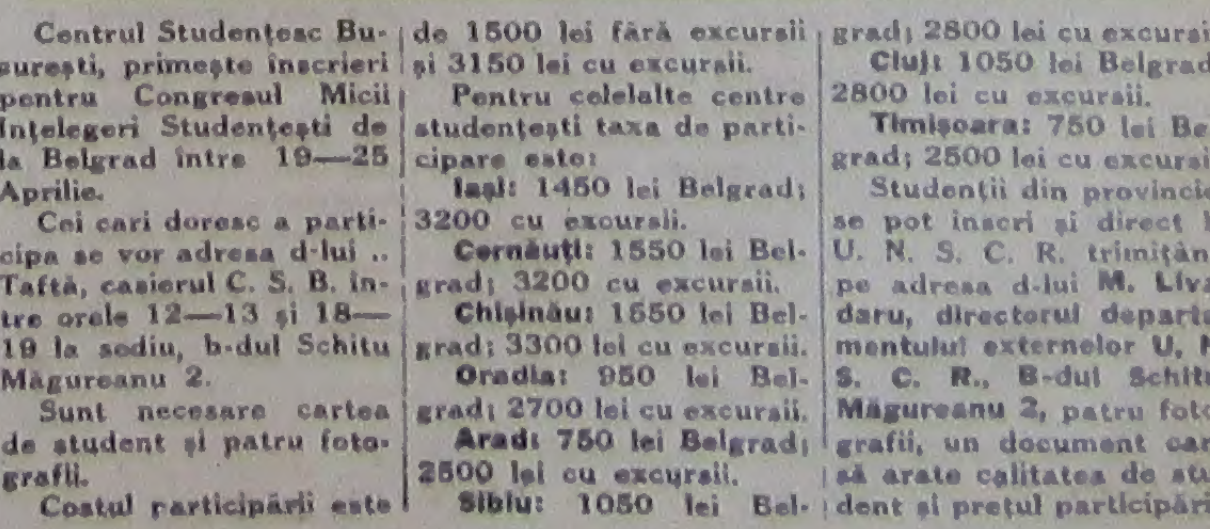 Centrul Studențesc Bu-
surești, primește înscrieri
pentru Congresul Micii
Înțelegeri Studențești de
la Belgrad între 19—25
Aprilie.
Cei cari doresc a parti-
cipa se vor adresa d-lui ..
Taftă, casierul C. S. B. în-
tre orele 12—13 și 18—
19 la sediu, b-dul Schitu
Măgureanu 2.
Sunt necesare cartea
de student și patru foto-
grafii.
Costul participării este
de 1500 lei fără excursii
și 3150 lei cu excursii.
Pentru celelalte centre
studențești taxa de parti-
cipare este:
Iași: 1450 lei Belgrad;
3200 cu excursii.
Cernăuți: 1550 lei Bel-
grad; 3200 cu excursii.
Chișinău: 1550 lei Bel-
grad; 3300 lei cu excursii.
Oradia: 950 lei Bel-
grad; 2700 lei cu excursii.
Arad: 750 lei Belgrad;
2500 lei cu excursii.
Sibiu: 1050 lei Bel-
grad; 2800 lei cu excursii
Cluj: 1050 lei Belgrad
2800 lei cu excursii.
Timișoara: 750 lei Be
grad; 2500 lei cu excursii
Studenții din provincie
se pot înscri și direct l
U. N. S. C. R. trimițân
pe adresa d-lui M. Liva
daru, directorul departa
mentului externelor U. N
S. C. R., B-dul Schitu
Măgureanu 2, patru foto
grafii, un document car
să arate calitatea de stu
dent și prețul participări